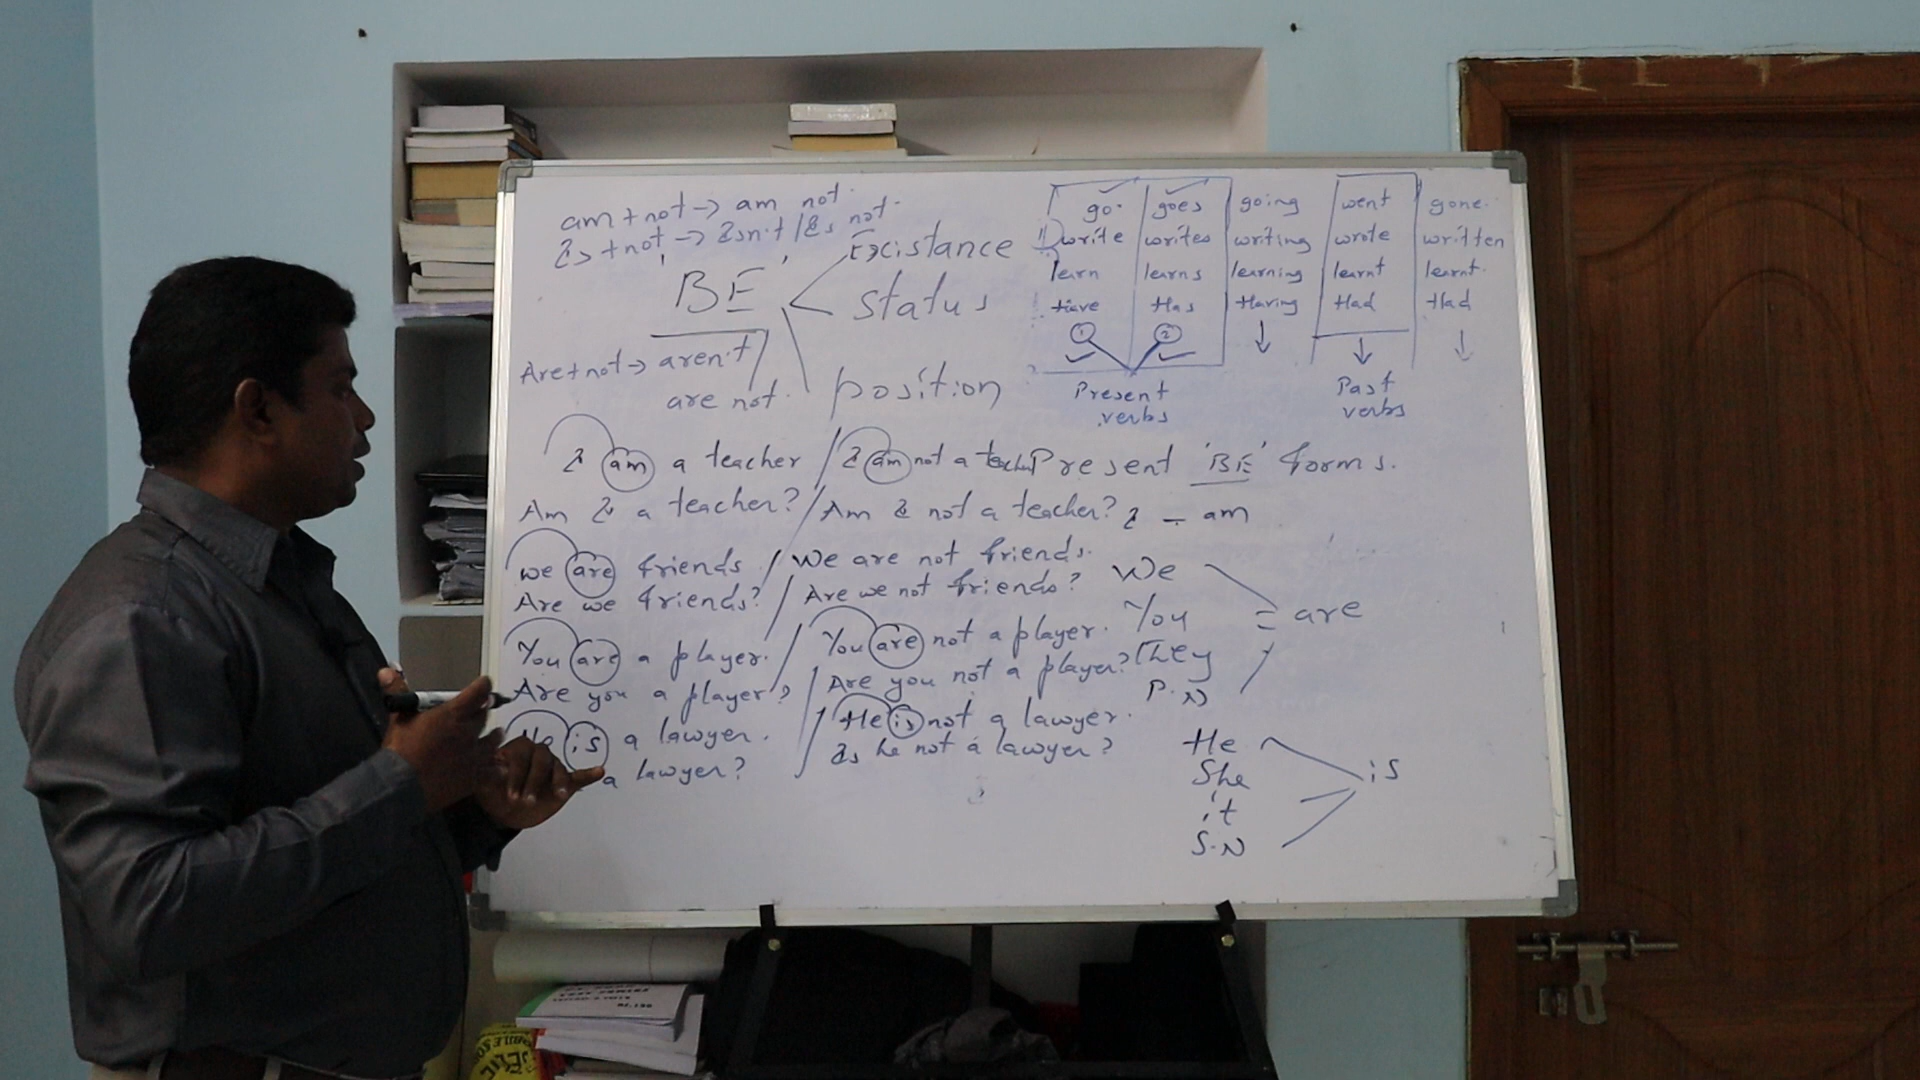 am + not -> am not.
Is + not -> Isn't / Is not.
'BE'
Existance
Status
position
Are + not -> aren't
are not.
go. goes going went gone.
write writes writing wrote written
learn learns learning learnt learnt.
Have Has Having Had Had
1 2
Present verbs
Past verbs
I am a teacher / I am not a teacher
Am I a teacher? / Am I not a teacher?
we are friends / We are not friends.
Are we friends? / Are we not friends?
You are a player. / You are not a player.
Are you a player? / Are you not a player?
He is a lawyer. / He is not a lawyer.
a lawyer? / Is he not a lawyer?
Present 'BE' forms.
I - am
We
You = are
They
P.N
He
She is
it
S.N